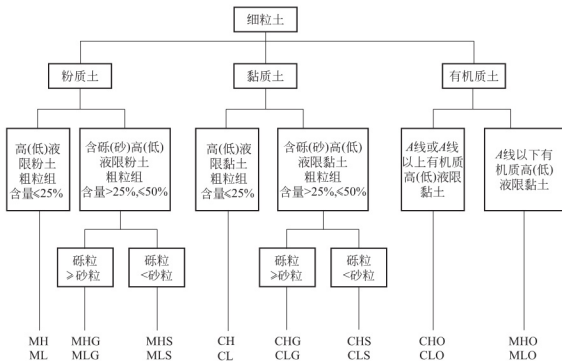 细粒土
粉质土
黏质土
有机质土
高(低)液
限粉土
粗粒组
含量≤25%
含砾(砂)高(低)
液限粉土
粗粒组
含量>25%,≤50%
高(低)液
限黏土
粗粒组
含量≤25%
含砾(砂)高(低)
液限黏土
粗粒组
含量>25%,≤50%
A线或A线
以上有机质
高(低)液限
黏土
A线以下有
机质高(低)
液限黏土
砾粒
≥砂粒
砾粒
<砂粒
砾粒
≥砂粒
砾粒
<砂粒
MH
ML
MHG
MLG
MHS
MLS
CH
CL
CHG
CLG
CHS
CLS
CHO
CLO
MHO
MLO